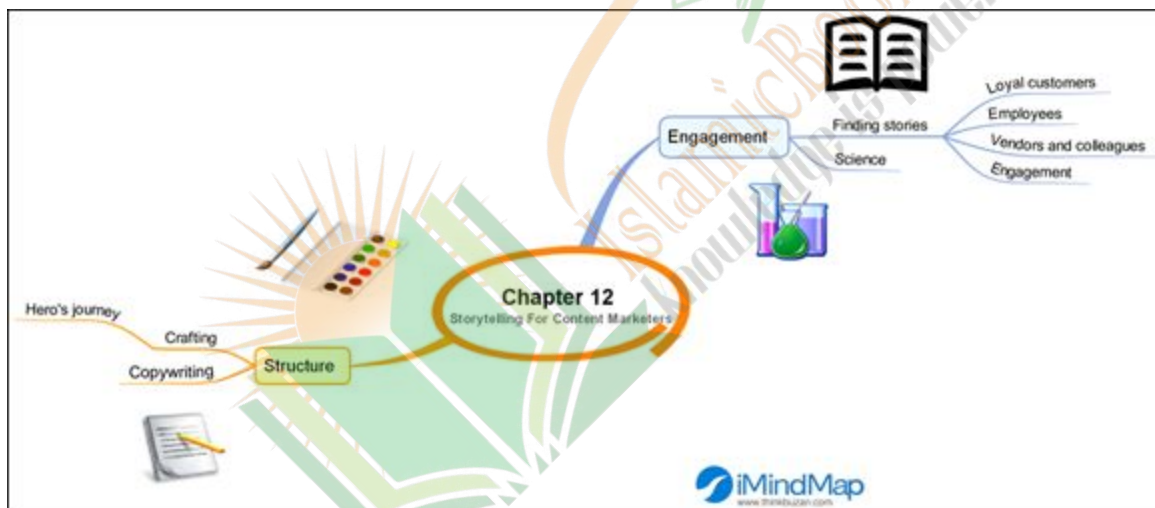 Engagement
Finding stories
Loyal customers
Employees
Vendors and colleagues
Engagement
Science
Chapter 12
Storytelling For Content Marketers
Hero's journey
Crafting
Copywriting
Structure
iMindMap
www.thinkbuzan.com